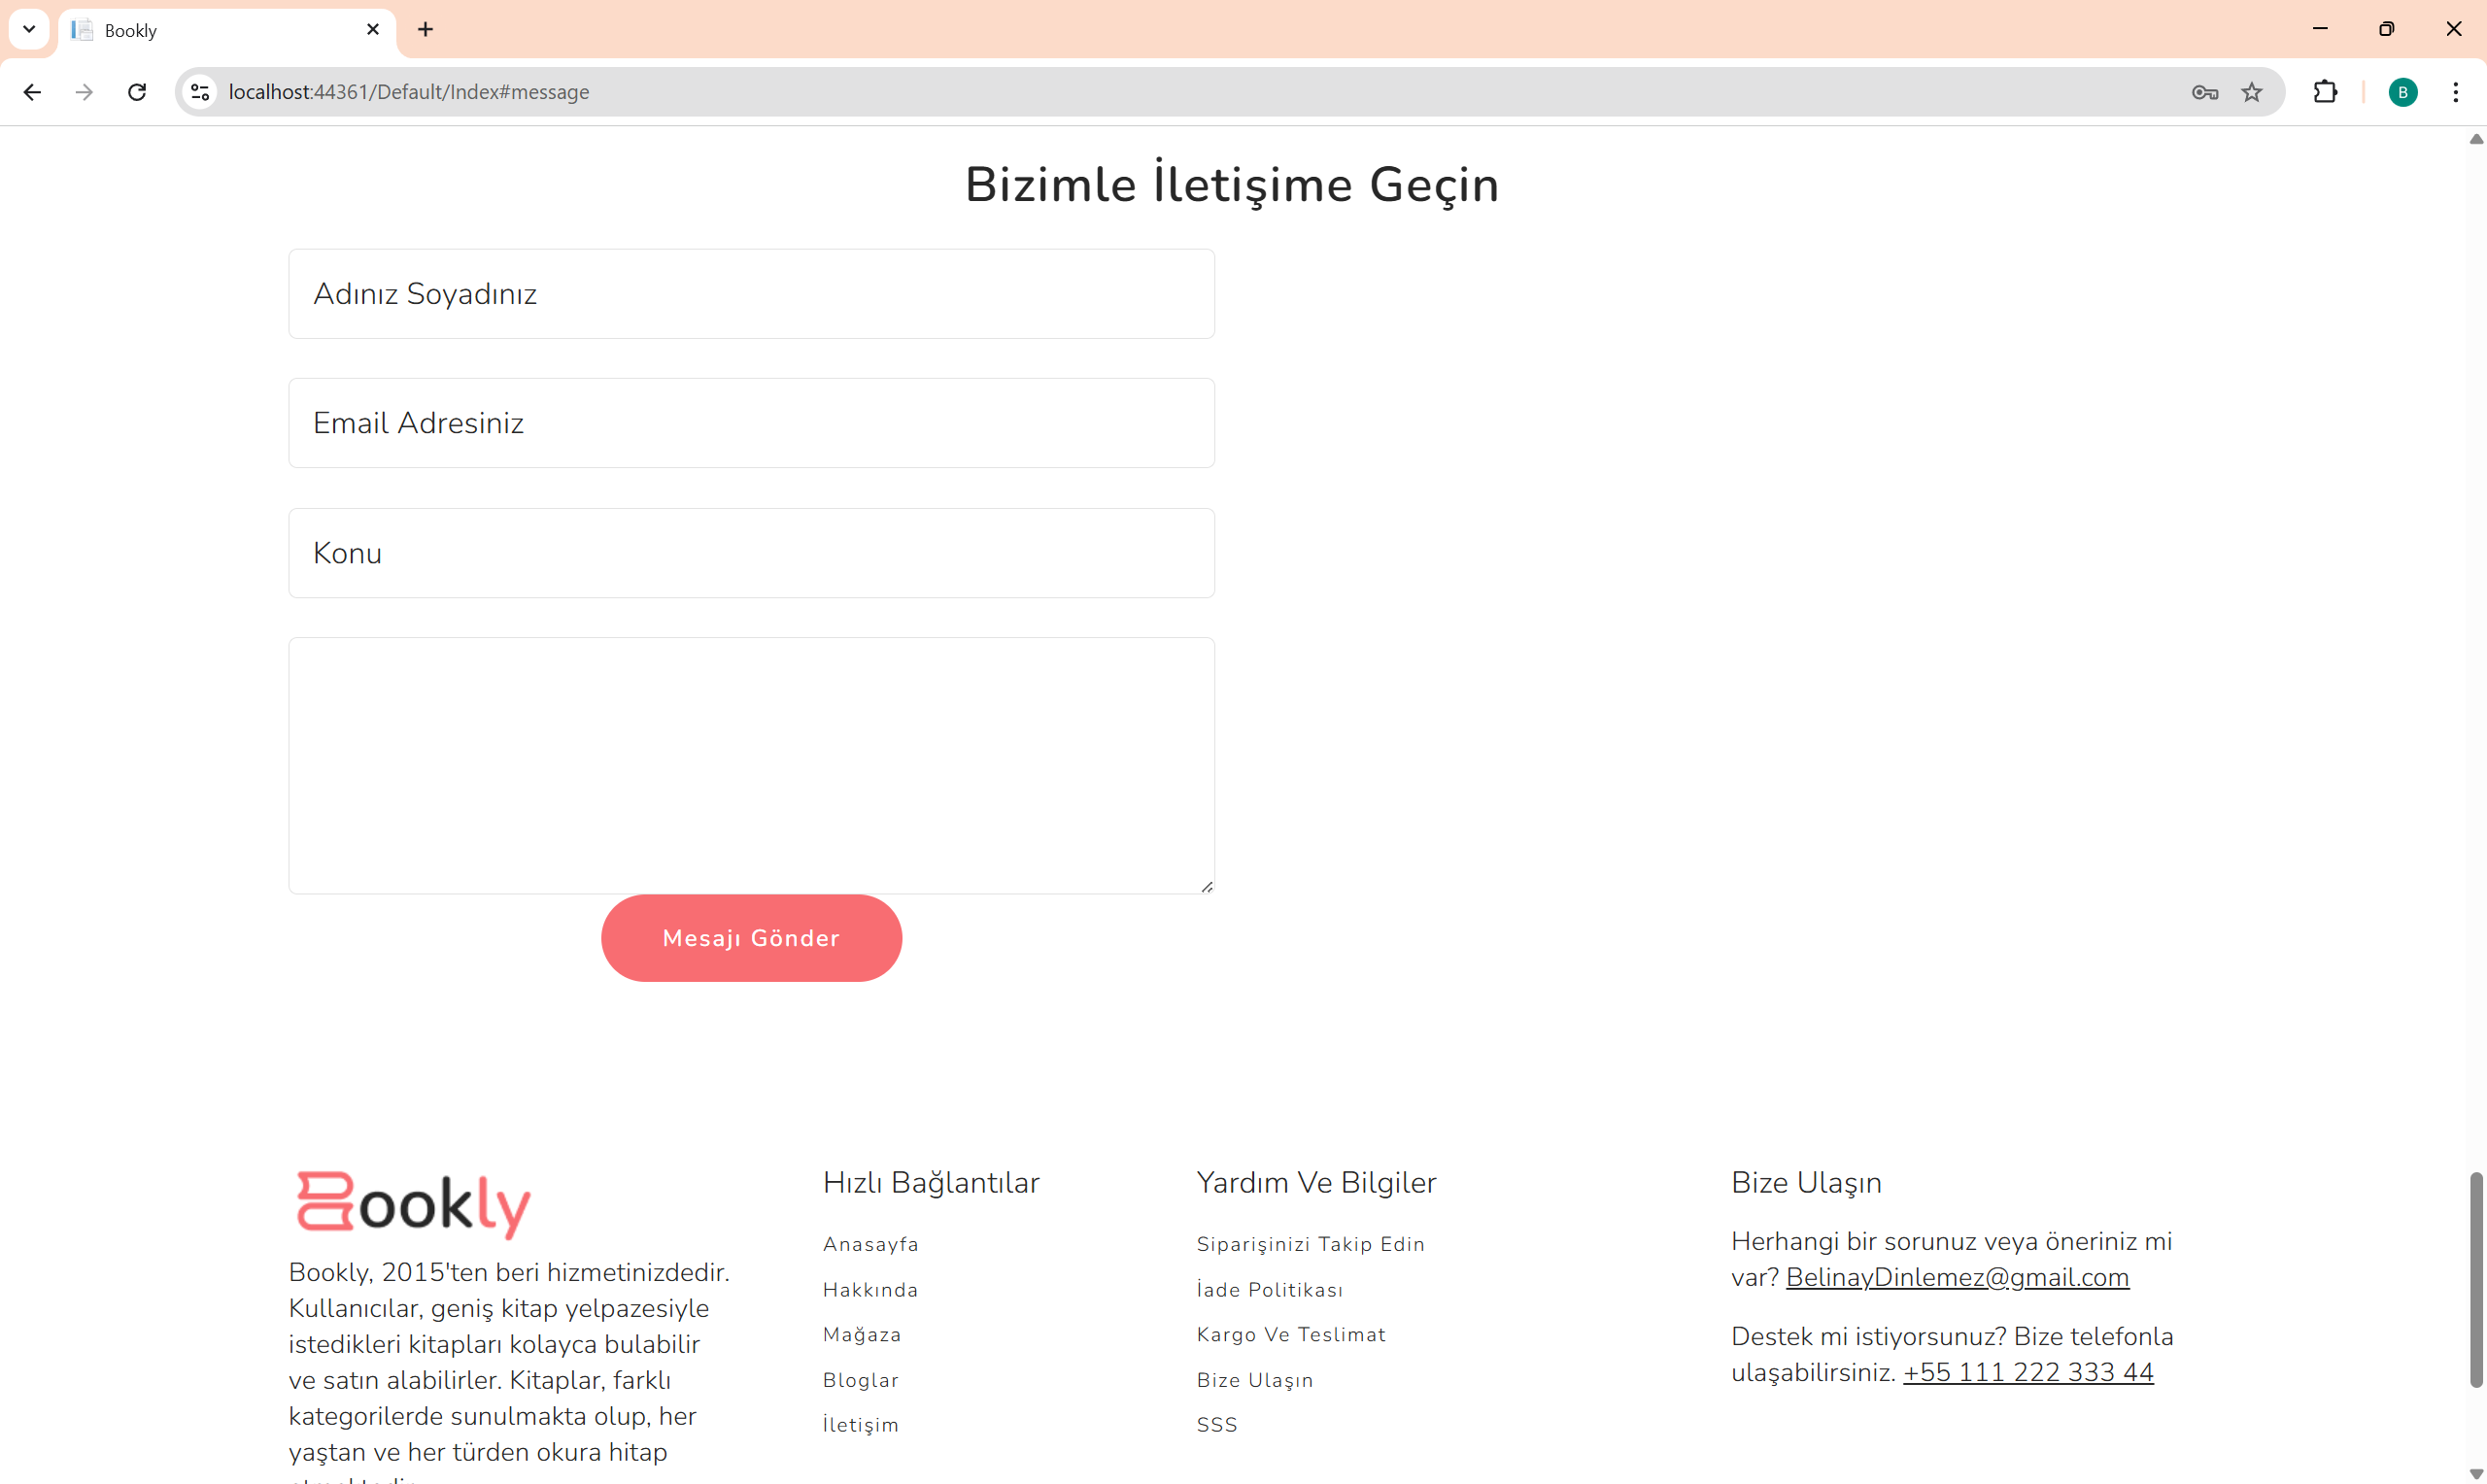 Bookly
localhost:44361/Default/Index#message
B
Bizimle İletişime Geçin
Adınız Soyadınız
Email Adresiniz
Konu
Mesajı Gönder
Bookly
Bookly, 2015'ten beri hizmetinizdedir.
Kullanıcılar, geniş kitap yelpazesiyle
istedikleri kitapları kolayca bulabilir
ve satın alabilirler. Kitaplar, farklı
kategorilerde sunulmakta olup, her
yaştan ve her türden okura hitap
Hızlı Bağlantılar
Anasayfa
Hakkında
Mağaza
Bloglar
İletişim
Yardım Ve Bilgiler
Siparişinizi Takip Edin
İade Politikası
Kargo Ve Teslimat
Bize Ulaşın
SSS
Bize Ulaşın
Herhangi bir sorunuz veya öneriniz mi
var? BelinayDinlemez@gmail.com
Destek mi istiyorsunuz? Bize telefonla
ulaşabilirsiniz. +55 111 222 333 44